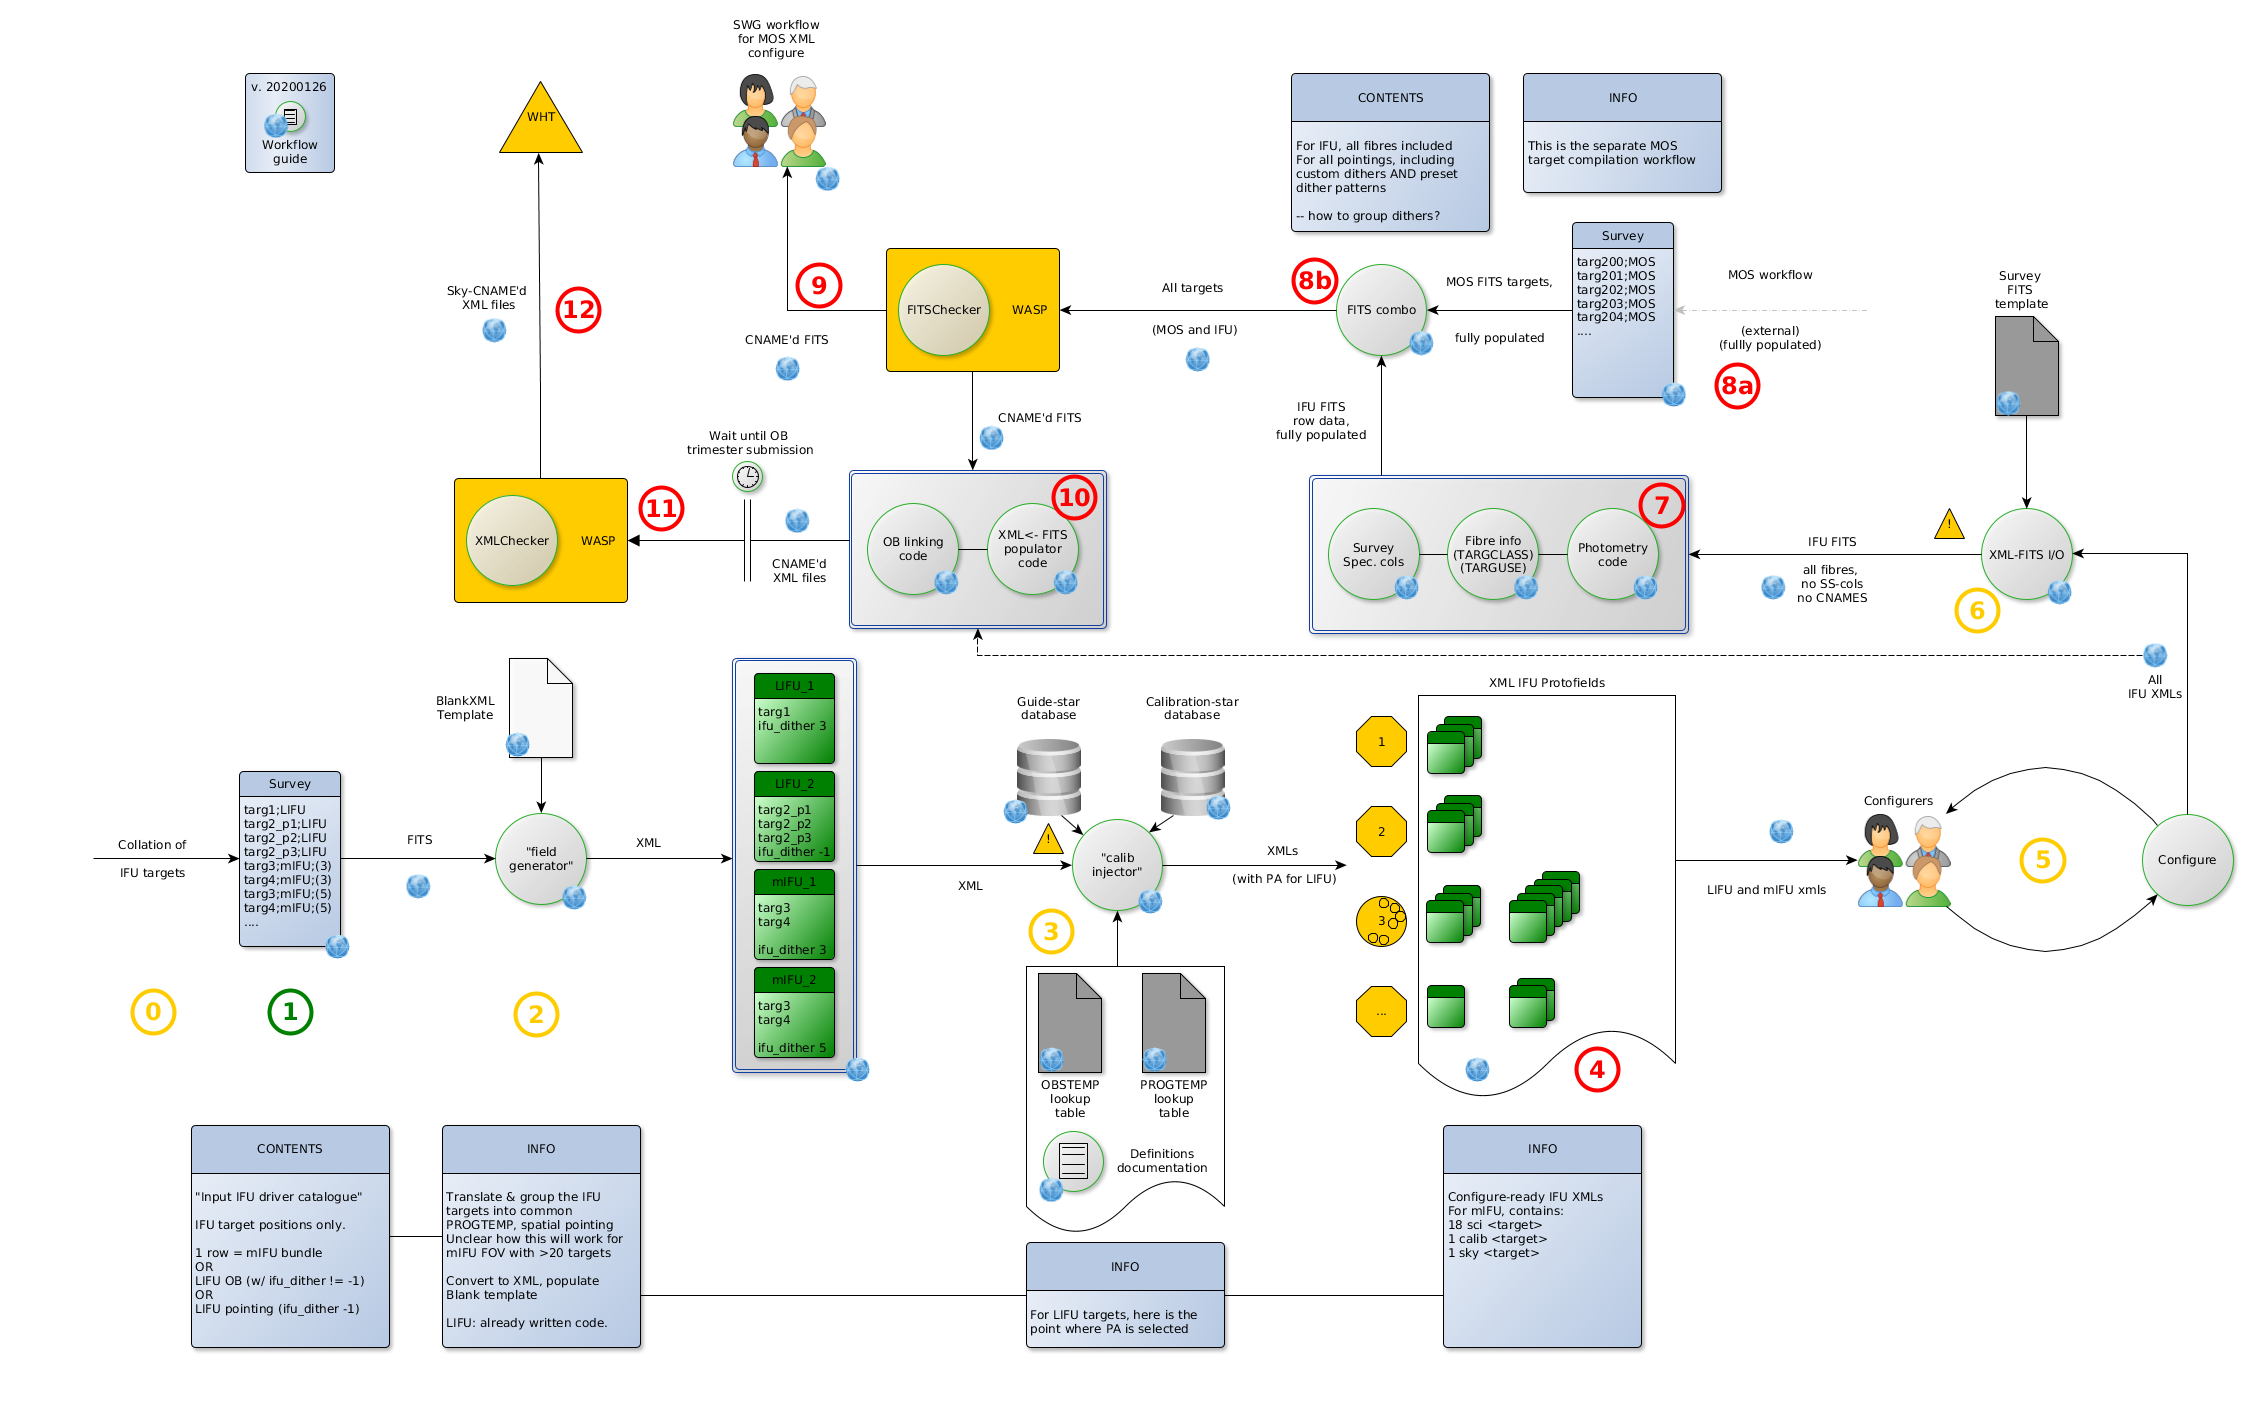 SWG workflow
for MOS XML
configure
v. 20200126
Workflow
guide
WHT
CONTENTS
For IFU, all fibres included
For all pointings, including
custom dithers AND preset
dither patterns
-- how to group dithers?
INFO
This is the separate MOS
target compilation workflow
Sky-CNAME'd
XML files
12
9
CNAME'd FITS
FITSChecker
WASP
All targets
(MOS and IFU)
8b
FITS combo
MOS FITS targets,
fully populated
Survey
targ200;MOS
targ201;MOS
targ202;MOS
targ203;MOS
targ204;MOS
....
MOS workflow
(external)
(fullly populated)
8a
Survey
FITS
template
CNAME'd FITS
IFU FITS
row data,
fully populated
Wait until OB
trimester submission
XMLChecker
WASP
11
CNAME'd
XML files
10
OB linking
code
XML<- FITS
populator
code
7
Survey
Spec. cols
Fibre info
(TARGCLASS)
(TARGUSE)
Photometry
code
IFU FITS
all fibres,
no SS-cols
no CNAMES
!
XML-FITS I/O
6
All
IFU XMLs
BlankXML
Template
Collation of
IFU targets
Survey
targ1;LIFU
targ2_p1;LIFU
targ2_p2;LIFU
targ2_p3;LIFU
targ3;mIFU;(3)
targ4;mIFU;(3)
targ3;mIFU;(5)
targ4;mIFU;(5)
....
FITS
"field
generator"
XML
LIFU_1
targ1
ifu_dither 3
LIFU_2
targ2_p1
targ2_p2
targ2_p3
ifu_dither -1
mIFU_1
targ3
targ4
ifu_dither 3
mIFU_2
targ3
targ4
ifu_dither 5
XML
Guide-star
database
Calibration-star
database
!
"calib
injector"
3
XMLs
(with PA for LIFU)
XML IFU Protofields
1
2
3
...
4
LIFU and mIFU xmls
Configurers
5
Configure
0
1
2
OBSTEMP
lookup
table
PROGTEMP
lookup
table
Definitions
documentation
CONTENTS
"Input IFU driver catalogue"
IFU target positions only.
1 row = mIFU bundle
OR
LIFU OB (w/ ifu_dither != -1)
OR
LIFU pointing (ifu_dither -1)
INFO
Translate & group the IFU
targets into common
PROGTEMP, spatial pointing
Unclear how this will work for
mIFU FOV with >20 targets
Convert to XML, populate
Blank template
LIFU: already written code.
INFO
For LIFU targets, here is the
point where PA is selected
INFO
Configure-ready IFU XMLs
For mIFU, contains:
18 sci <target>
1 calib <target>
1 sky <target>